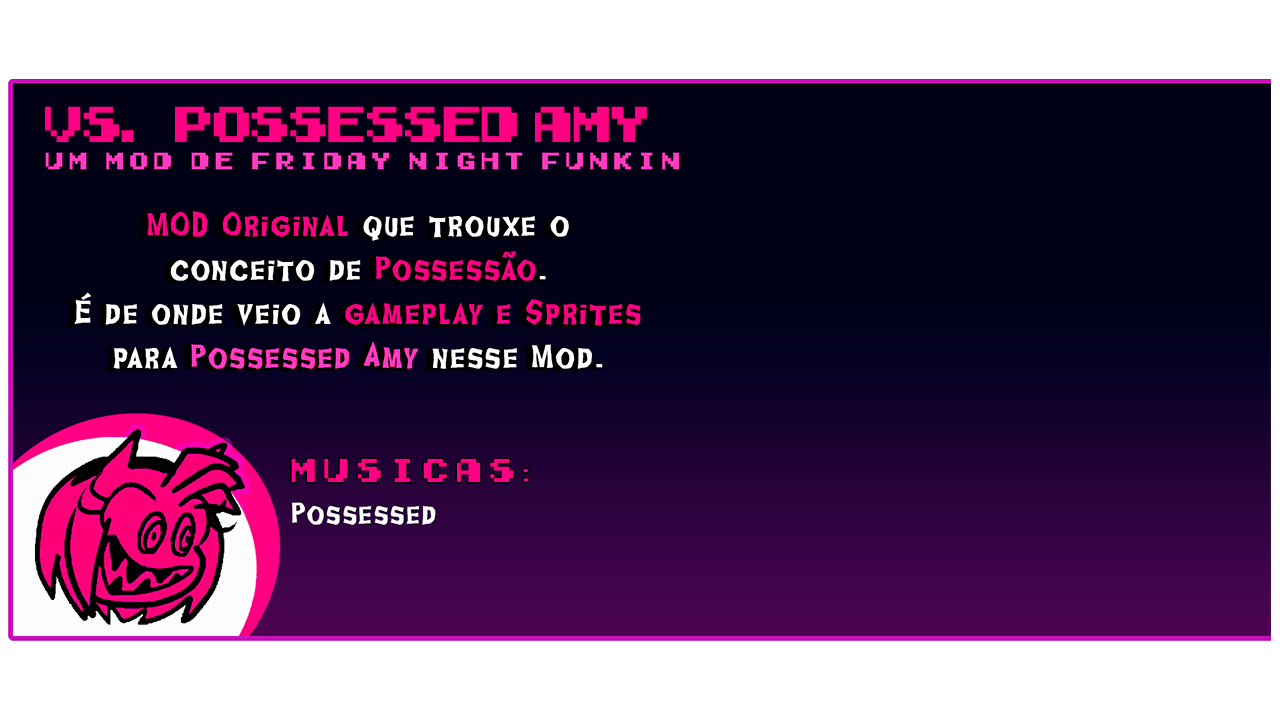 VS. POSSESSED AMY
UM MOD DE FRIDAY NIGHT FUNKIN
MOD Original que trouxe o
conceito de Possessão.
É de onde veio a gameplay e Sprites
para Possessed Amy nesse Mod.
MUSICAS:
Possessed